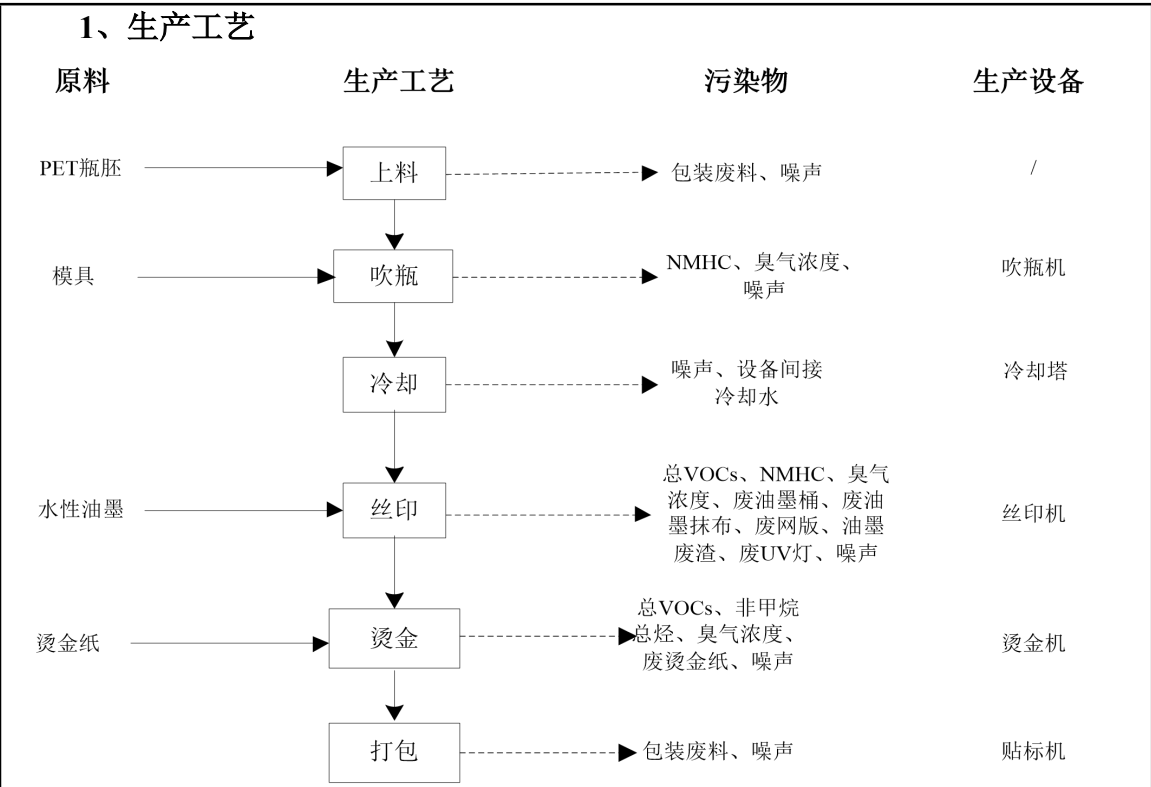 1、生产工艺
原料 生产工艺 污染物 生产设备
PET瓶胚 上料 包装废料、噪声 /
模具 吹瓶 NMHC、臭气浓度、
噪声 吹瓶机
冷却 噪声、设备间接
冷却水 冷却塔
水性油墨 丝印 总VOCs、NMHC、臭气
浓度、废油墨桶、废油
墨抹布、废网版、油墨
废渣、废UV灯、噪声 丝印机
烫金纸 烫金 总VOCs、非甲烷
总烃、臭气浓度、
废烫金纸、噪声 烫金机
打包 包装废料、噪声 贴标机